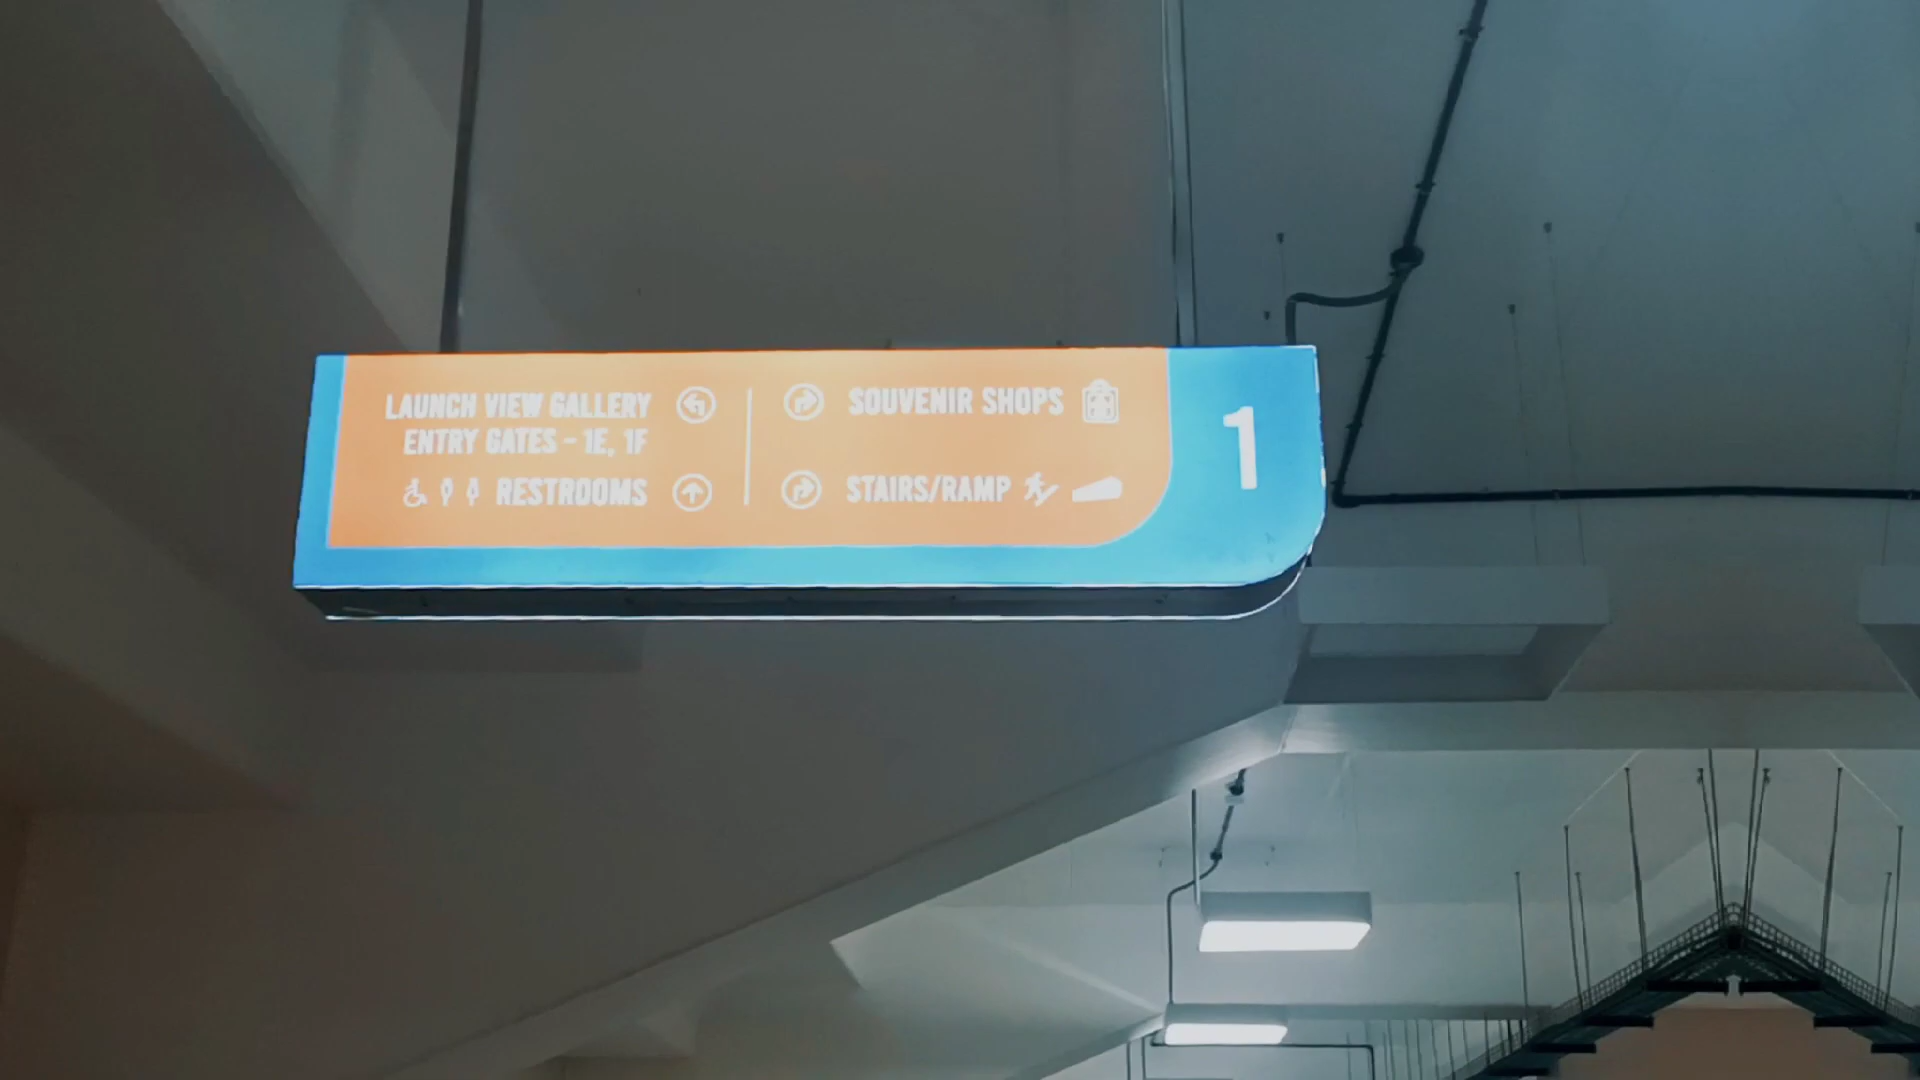 LAUNCH VIEW GALLERY
ENTRY GATES - 1E, 1F
RESTROOMS
SOUVENIR SHOPS
STAIRS/RAMP
1